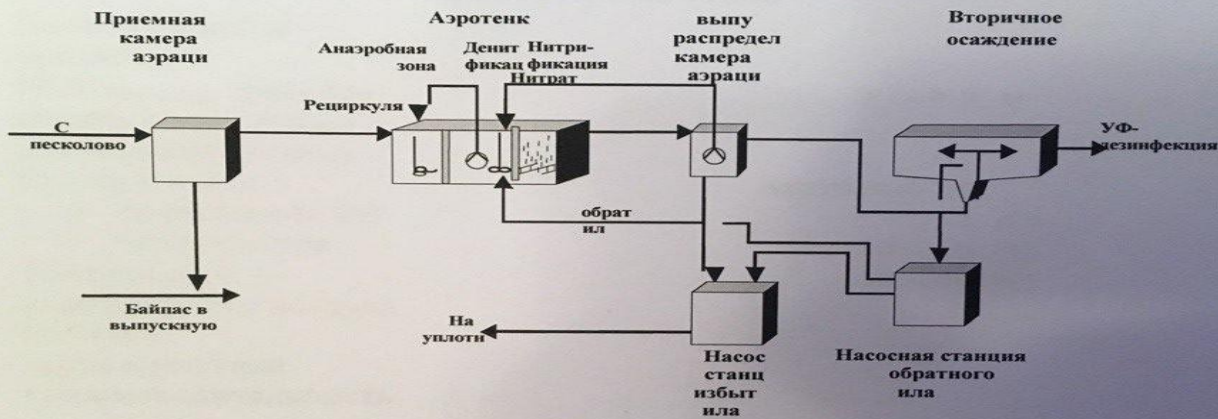 Приемная
камера
аэраци
Аэротенк
выпу
распредел
камера
аэраци
Вторичное
осаждение
Анаэробная
зона
Денит Нитри-
фикац фикация
Нитрат
Рециркуля
С
песколово
УФ-
дезинфекция
обрат
ил
Байпас в
выпускную
На
уплотн
Насос
станц
избыт
ила
Насосная станция
обратного
ила